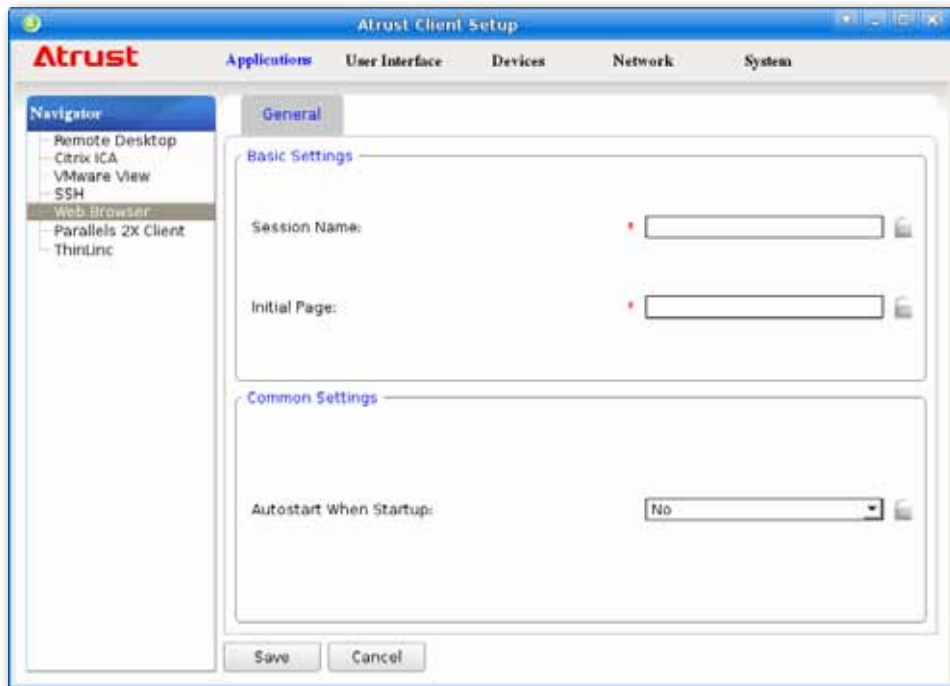 Atrust Client Setup
Atrust
Applications User Interface Devices Network System
Navigator
Remote Desktop
Citrix ICA
VMware View
SSH
Web Browser
Parallels 2X Client
ThinLinc
General
Basic Settings
Session Name: *
Initial Page: *
Common Settings
Autostart When Startup: No
Save Cancel